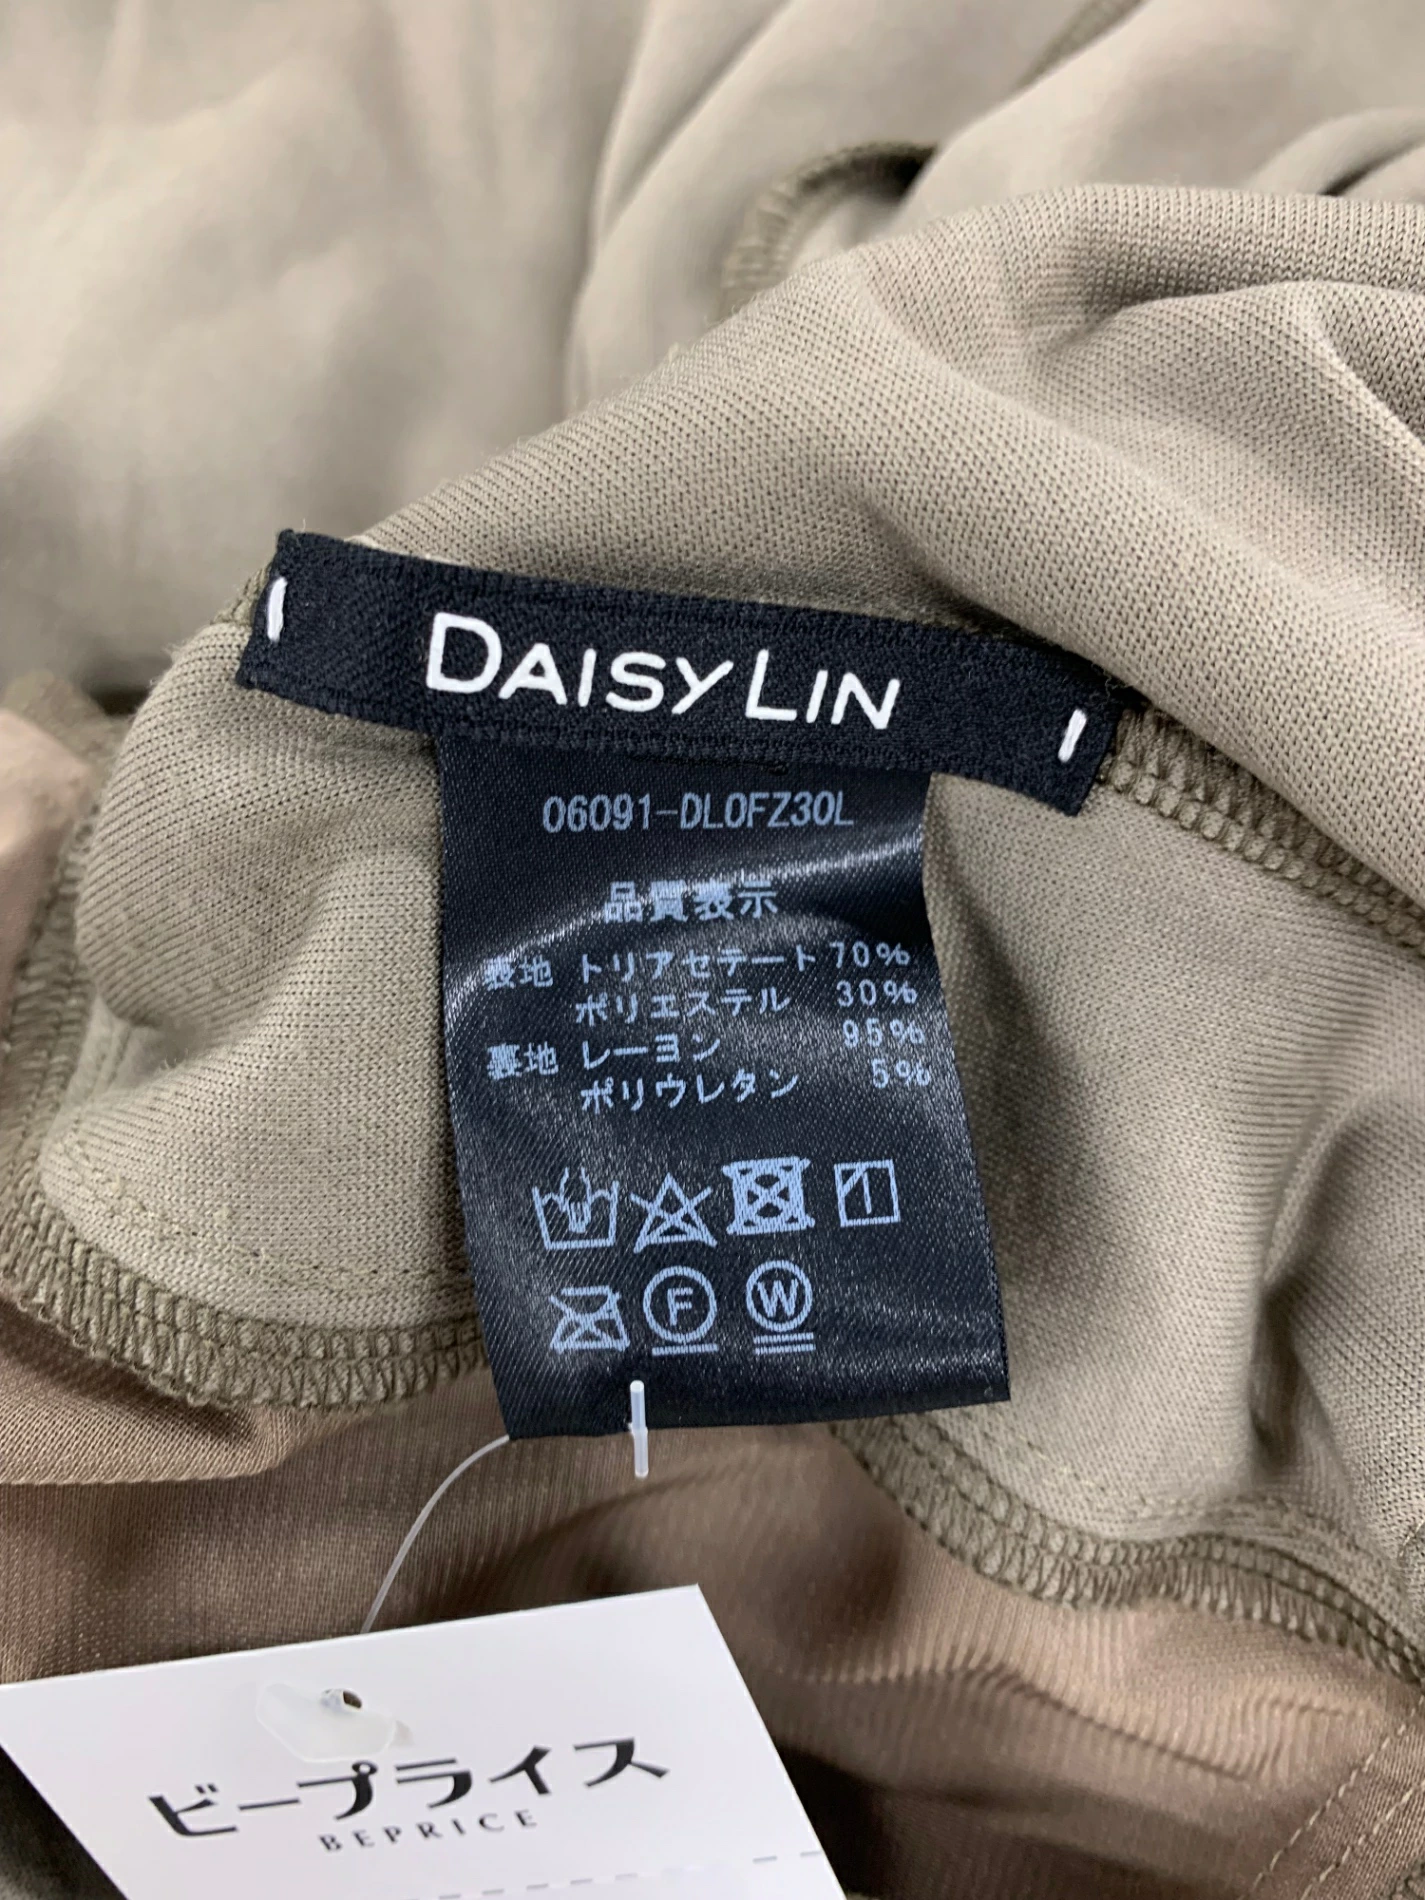 DAISY LIN
06091-DL0FZ30L
品質表示
表地 トリアセテート 70%
ポリエステル 30%
裏地 レーヨン 95%
ポリウレタン 5%
F W
ビープライス
BEPRICE